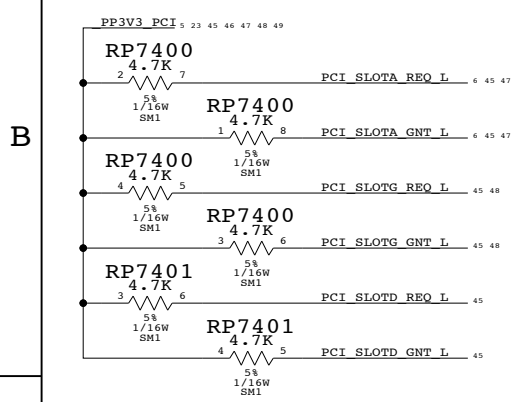 PP3V3_PCI 5 23 45 46 47 48 49
RP7400
4.7K
2 7 PCI_SLOTA_REQ_L 6 45 47
5%
1/16W
SM1
RP7400
4.7K
1 8 PCI_SLOTA_GNT_L 6 45 47
5%
1/16W
SM1
B
RP7400
4.7K
4 5 PCI_SLOTG_REQ_L 45 48
5%
1/16W
SM1
RP7400
4.7K
3 6 PCI_SLOTG_GNT_L 45 48
5%
1/16W
SM1
RP7401
4.7K
3 6 PCI_SLOTD_REQ_L 45
5%
1/16W
SM1
RP7401
4.7K
4 5 PCI_SLOTD_GNT_L 45
5%
1/16W
SM1